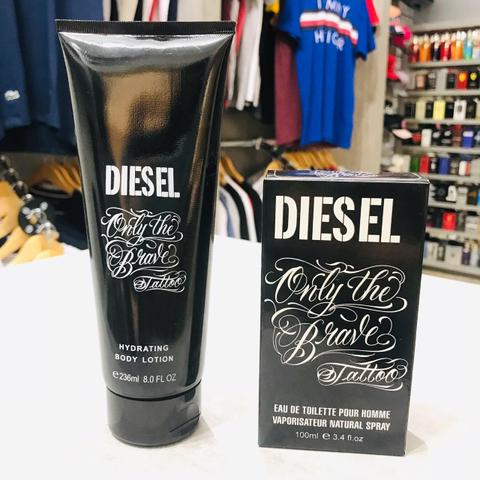 DIESEL
Only the
Brave
Tattoo
HYDRATING
BODY LOTION
℮236ml 8.0 FL OZ
DIESEL
Only the
Brave
Tattoo
EAU DE TOILETTE POUR HOMME
VAPORISATEUR NATURAL SPRAY
100ml ℮ 3.4 fl.oz